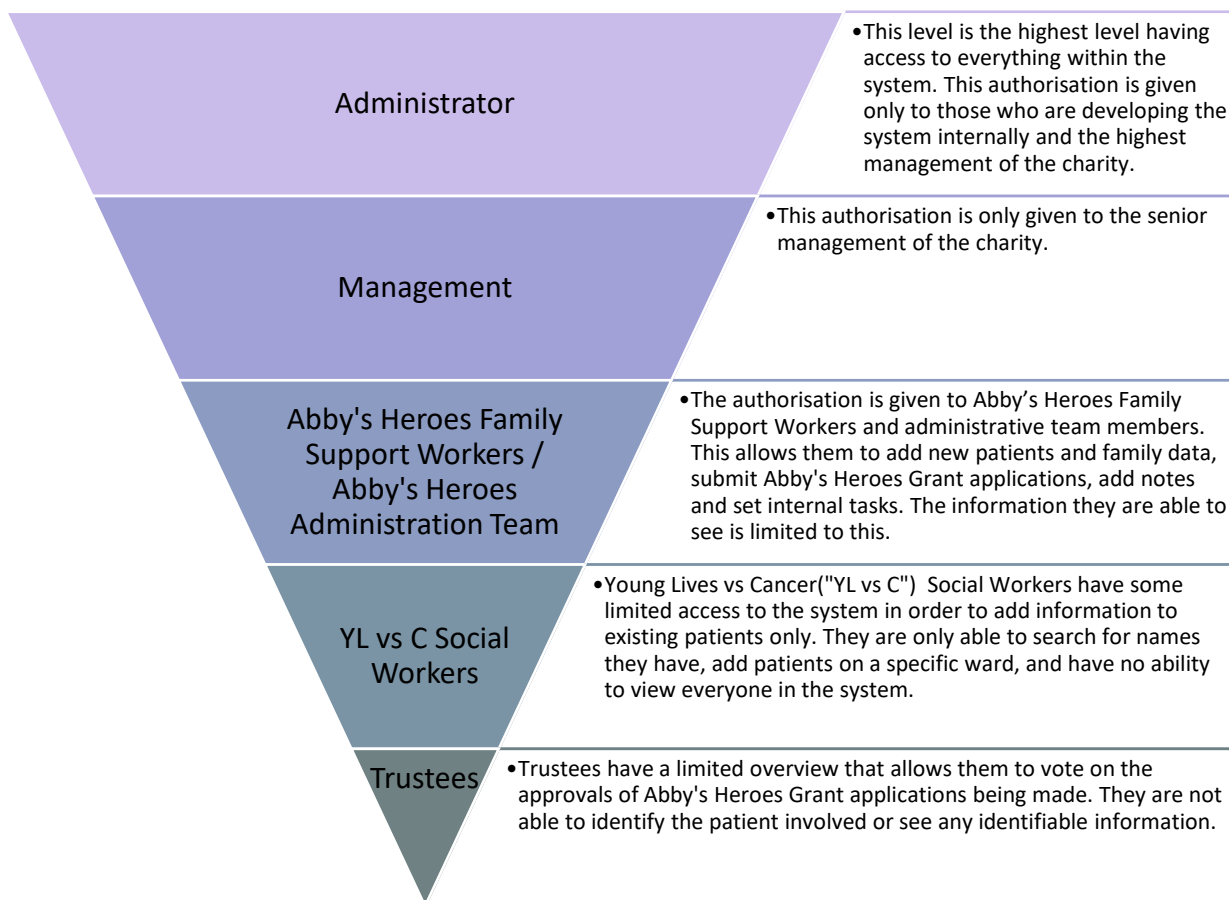 Administrator
•This level is the highest level having
access to everything within the
system. This authorisation is given
only to those who are developing the
system internally and the highest
management of the charity.
Management
•This authorisation is only given to the senior
management of the charity.
Abby's Heroes Family
Support Workers /
Abby's Heroes
Administration Team
•The authorisation is given to Abby’s Heroes Family
Support Workers and administrative team members.
This allows them to add new patients and family data,
submit Abby's Heroes Grant applications, add notes
and set internal tasks. The information they are able to
see is limited to this.
YL vs C Social
Workers
•Young Lives vs Cancer("YL vs C")  Social Workers have some
limited access to the system in order to add information to
existing patients only. They are only able to search for names
they have, add patients on a specific ward, and have no ability
to view everyone in the system.
Trustees
•Trustees have a limited overview that allows them to vote on the
approvals of Abby's Heroes Grant applications being made. They are not
able to identify the patient involved or see any identifiable information.